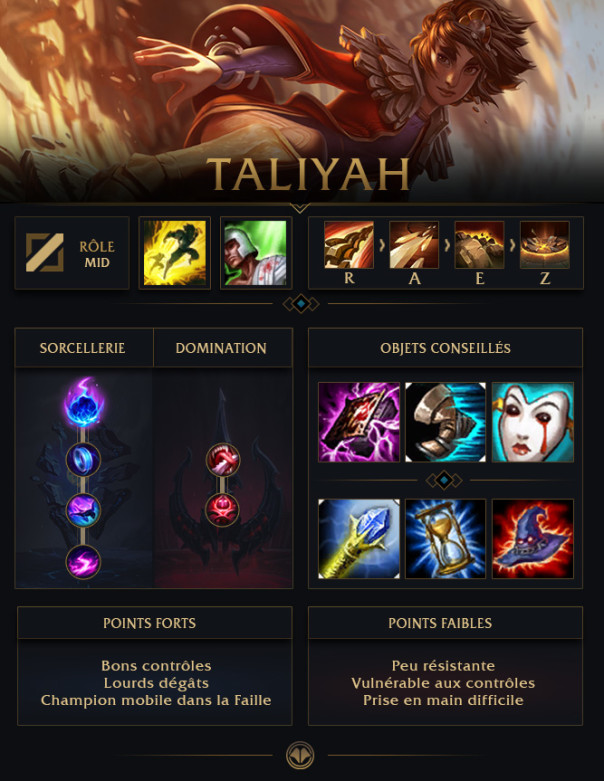 TALIYAH
RÔLE
MID
R
A
E
Z
SORCELLERIE
DOMINATION
OBJETS CONSEILLÉS
POINTS FORTS
Bons contrôles
Lourds dégâts
Champion mobile dans la Faille
POINTS FAIBLES
Peu résistante
Vulnérable aux contrôles
Prise en main difficile